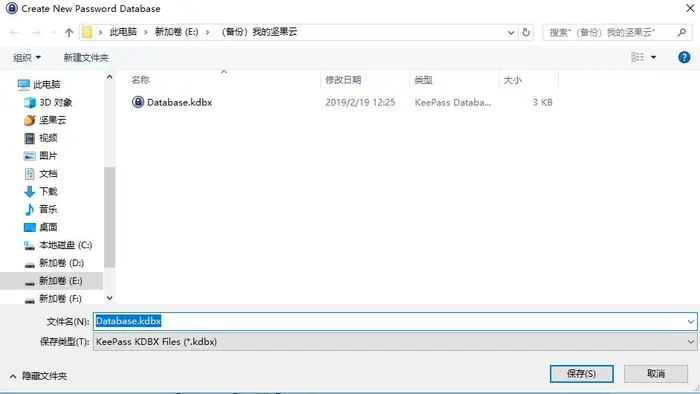 Create New Password Database
此电脑 › 新加卷 (E:) › （备份）我的坚果云
搜索"（备份）我的坚果云"
组织 新建文件夹
名称 修改日期 类型 大小
Database.kdbx 2019/2/19 12:25 KeePass Databa... 3 KB
此电脑
3D 对象
坚果云
视频
图片
文档
下载
音乐
桌面
本地磁盘 (C:)
新加卷 (D:)
新加卷 (E:)
新加卷 (F:)
文件名(N): Database.kdbx
保存类型(T): KeePass KDBX Files (*.kdbx)
隐藏文件夹 保存(S) 取消